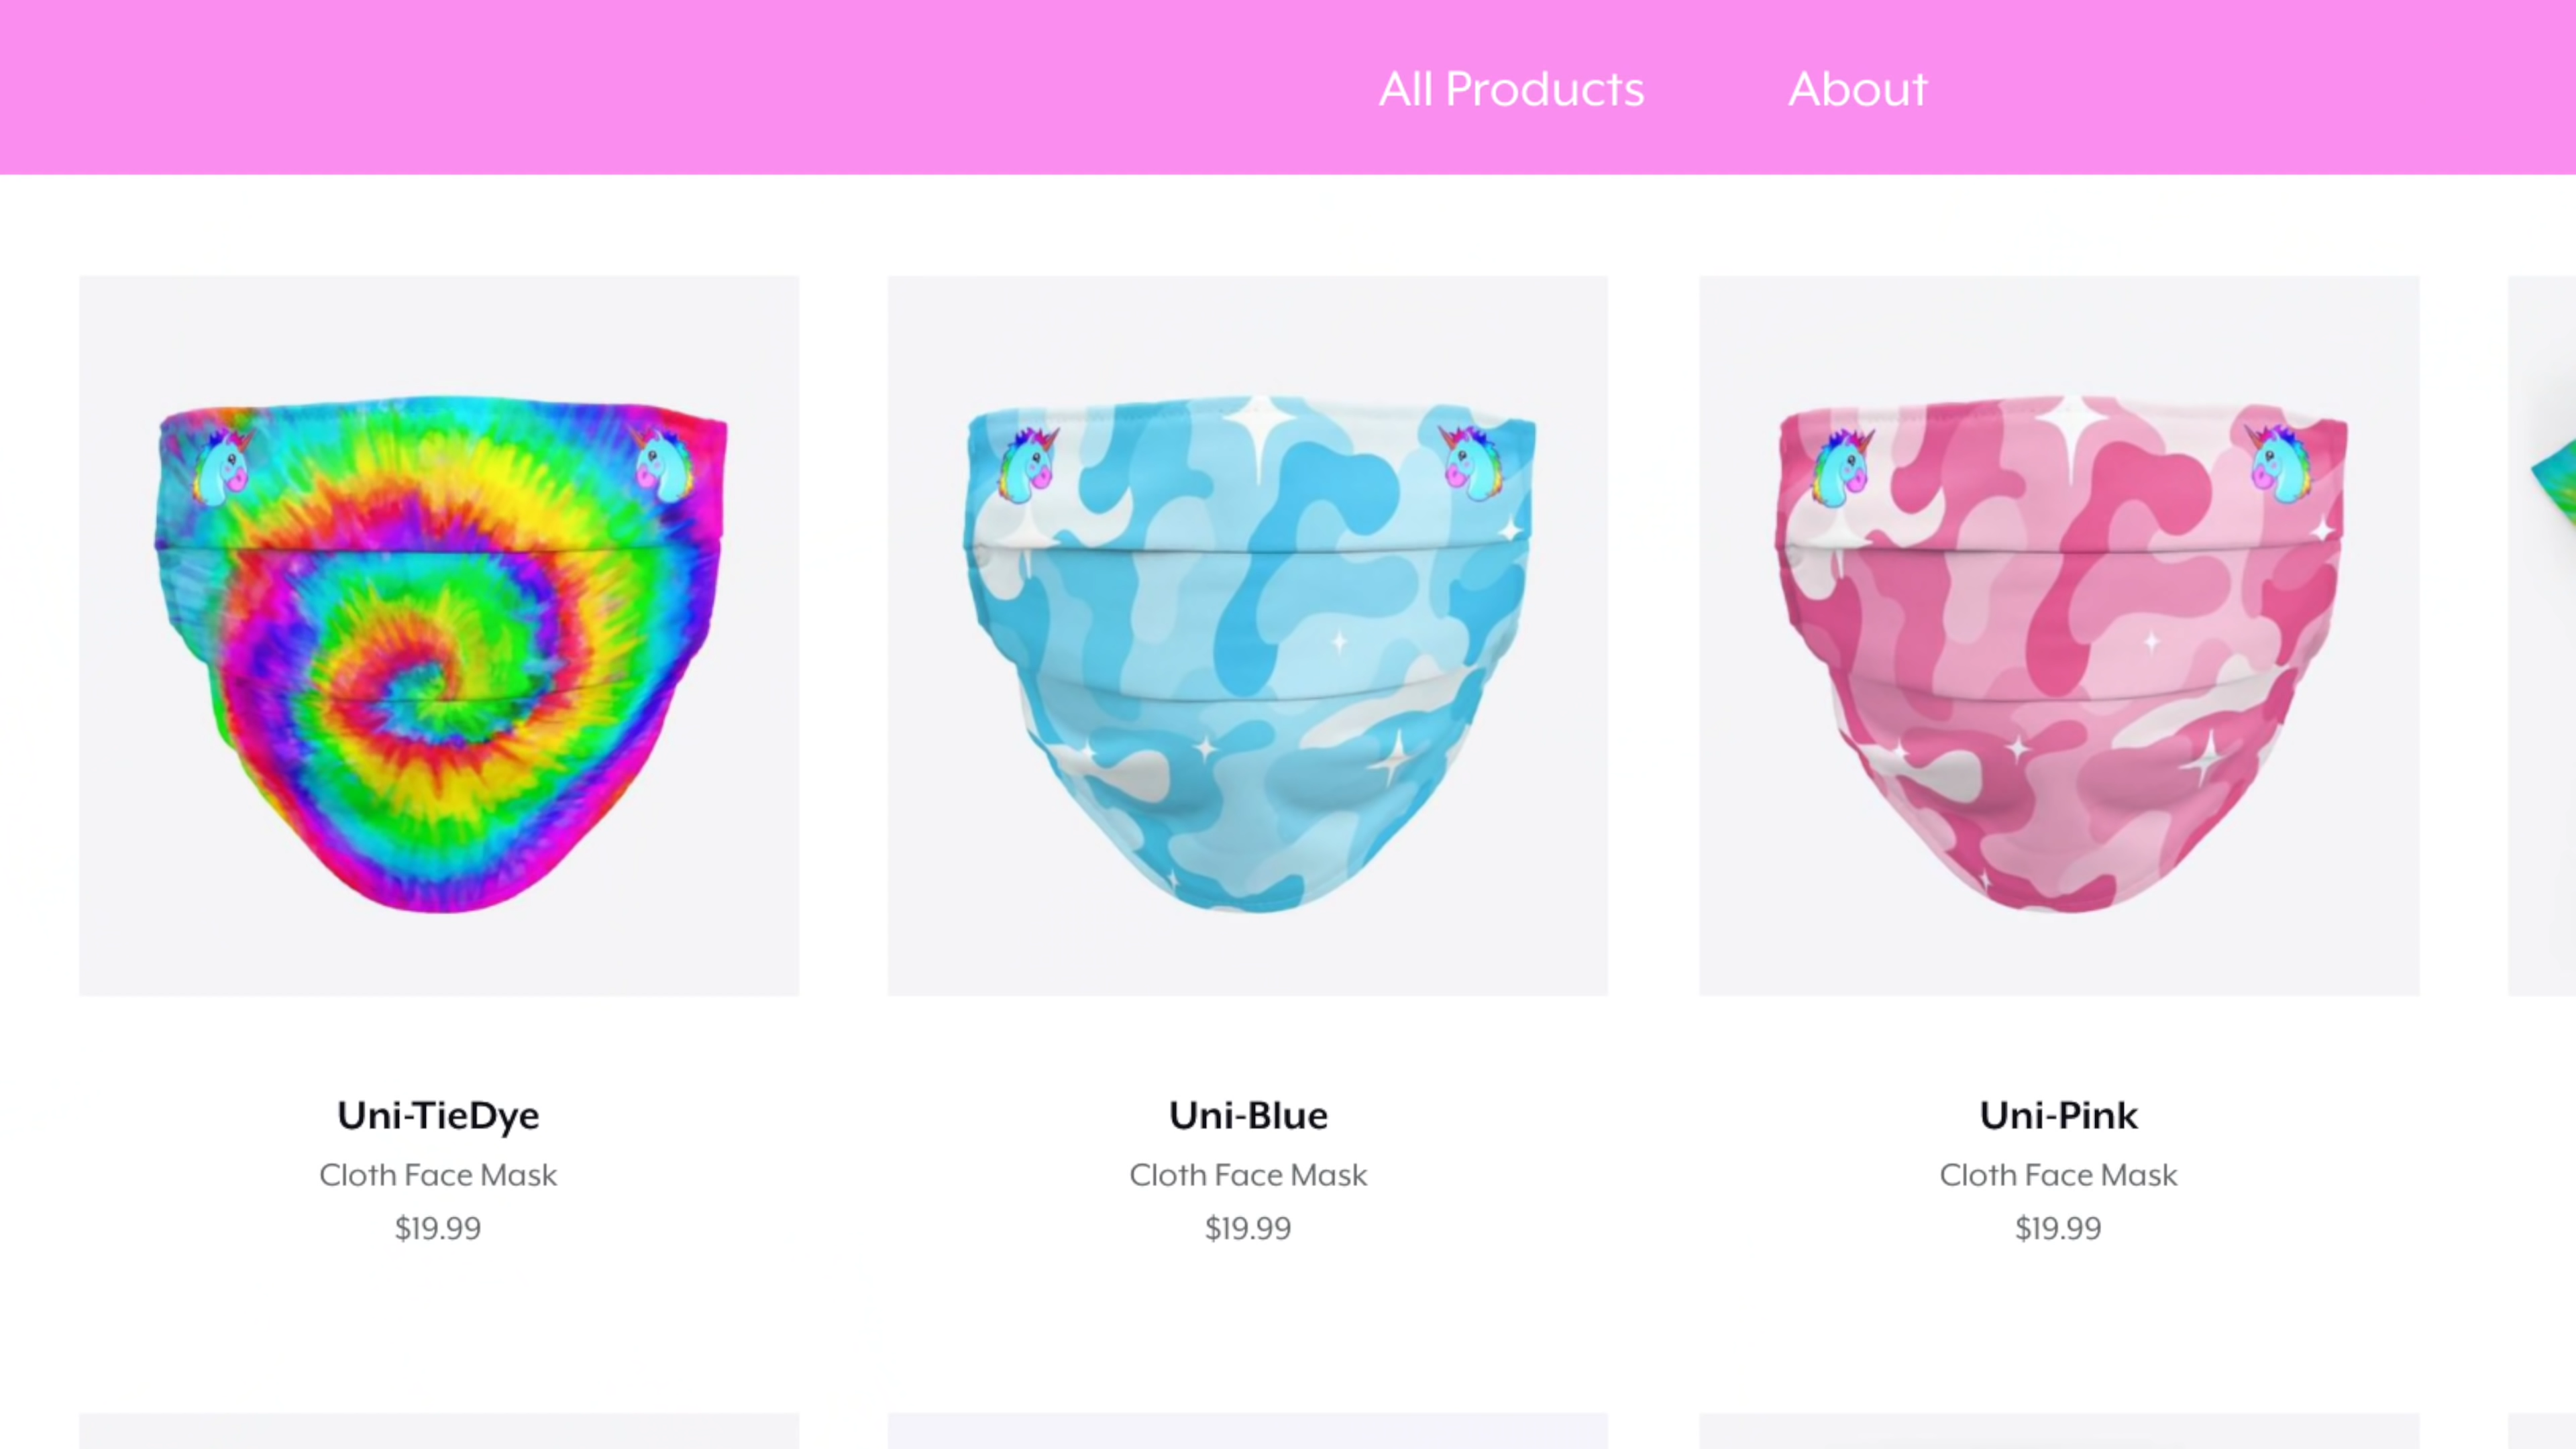 All Products About
Uni-TieDye
Cloth Face Mask
$19.99
Uni-Blue
Cloth Face Mask
$19.99
Uni-Pink
Cloth Face Mask
$19.99